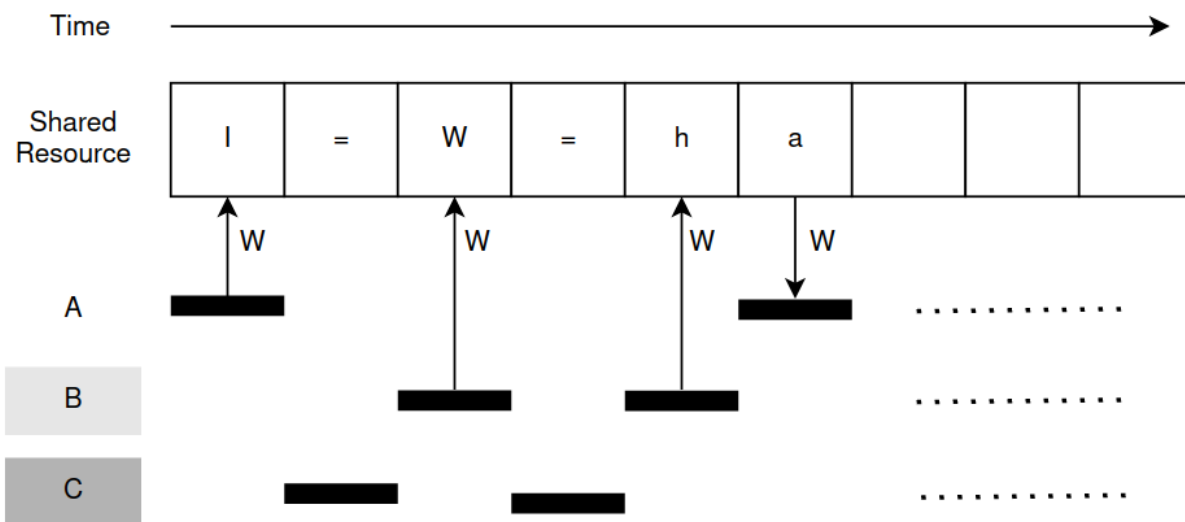 Time
Shared
Resource
I = W = h a
W W W W
A
B
C